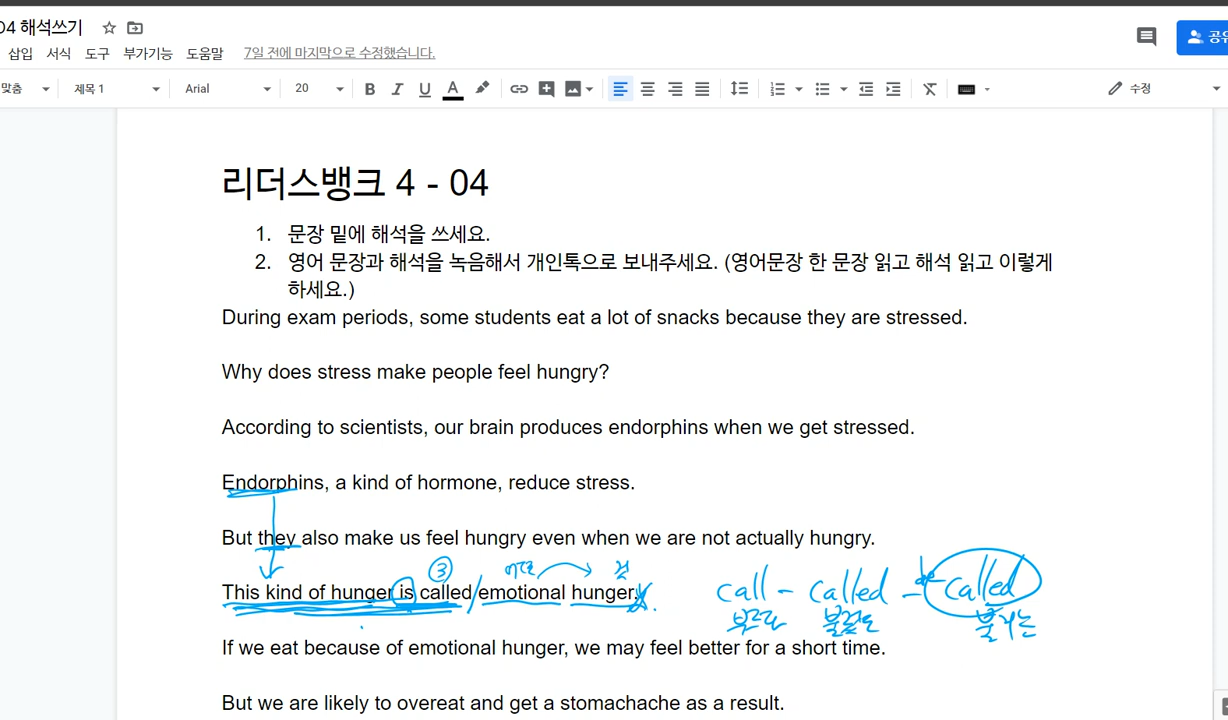 04 해석쓰기
삽입 서식 도구 부가기능 도움말 7일 전에 마지막으로 수정했습니다.
맞춤 제목 1 Arial 20 B I U A 수정
리더스뱅크 4 - 04
1. 문장 밑에 해석을 쓰세요.
2. 영어 문장과 해석을 녹음해서 개인톡으로 보내주세요. (영어문장 한 문장 읽고 해석 읽고 이렇게
하세요.)
During exam periods, some students eat a lot of snacks because they are stressed.
Why does stress make people feel hungry?
According to scientists, our brain produces endorphins when we get stressed.
Endorphins, a kind of hormone, reduce stress.
But they also make us feel hungry even when we are not actually hungry.
③ 것
This kind of hunger is called / emotional hunger. call - called - called
부르다 불리는
If we eat because of emotional hunger, we may feel better for a short time.
But we are likely to overeat and get a stomachache as a result.